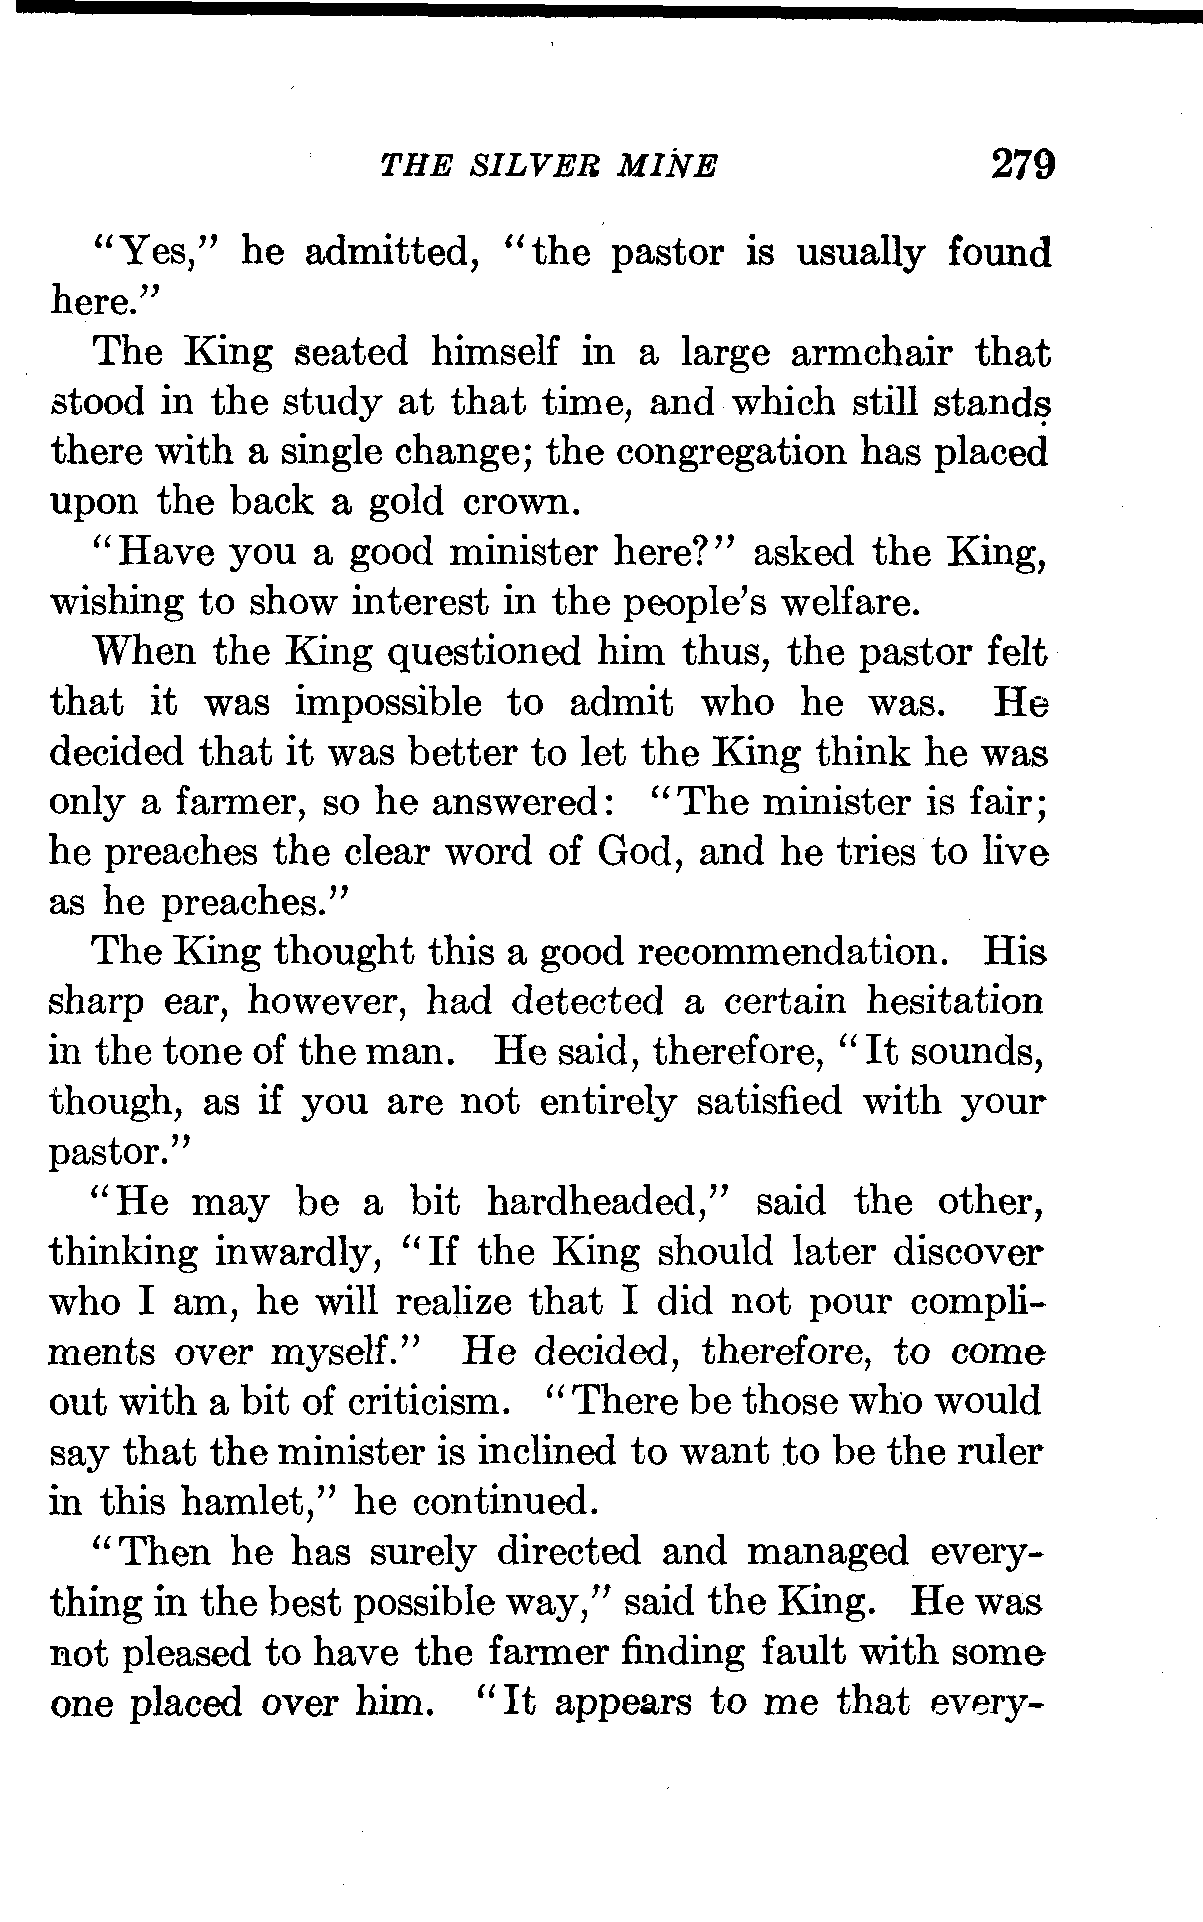 THE SILVER MINE 279
"Yes," he admitted, "the pastor is usually found
here."
The King seated himself in a large armchair that
stood in the study at that time, and which still stands
there with a single change; the congregation has placed
upon the back a gold crown.
"Have you a good minister here?" asked the King,
wishing to show interest in the people's welfare.
When the King questioned him thus, the pastor felt
that it was impossible to admit who he was. He
decided that it was better to let the King think he was
only a farmer, so he answered: "The minister is fair;
he preaches the clear word of God, and he tries to live
as he preaches."
The King thought this a good recommendation. His
sharp ear, however, had detected a certain hesitation
in the tone of the man. He said, therefore, "It sounds,
though, as if you are not entirely satisfied with your
pastor."
"He may be a bit hardheaded," said the other,
thinking inwardly, "If the King should later discover
who I am, he will realize that I did not pour compli-
ments over myself." He decided, therefore, to come
out with a bit of criticism. "There be those who would
say that the minister is inclined to want to be the ruler
in this hamlet," he continued.
"Then he has surely directed and managed every-
thing in the best possible way," said the King. He was
not pleased to have the farmer finding fault with some
one placed over him. "It appears to me that every-